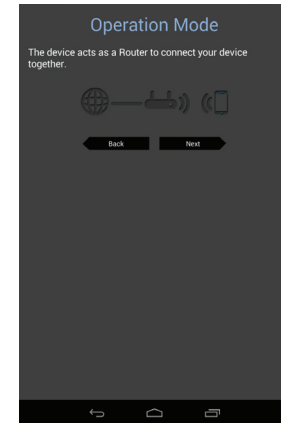 Operation Mode
The device acts as a Router to connect your device
together.
Back Next